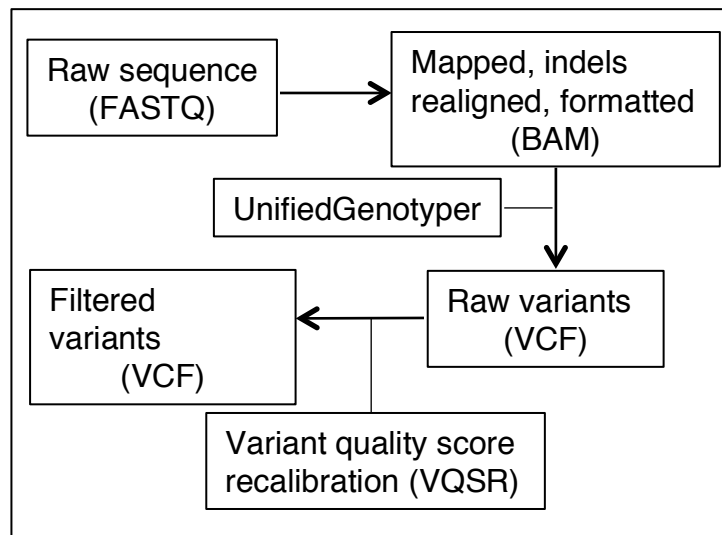 Raw sequence
(FASTQ)
Mapped, indels
realigned, formatted
(BAM)
UnifiedGenotyper
Raw variants
(VCF)
Filtered
variants
(VCF)
Variant quality score
recalibration (VQSR)